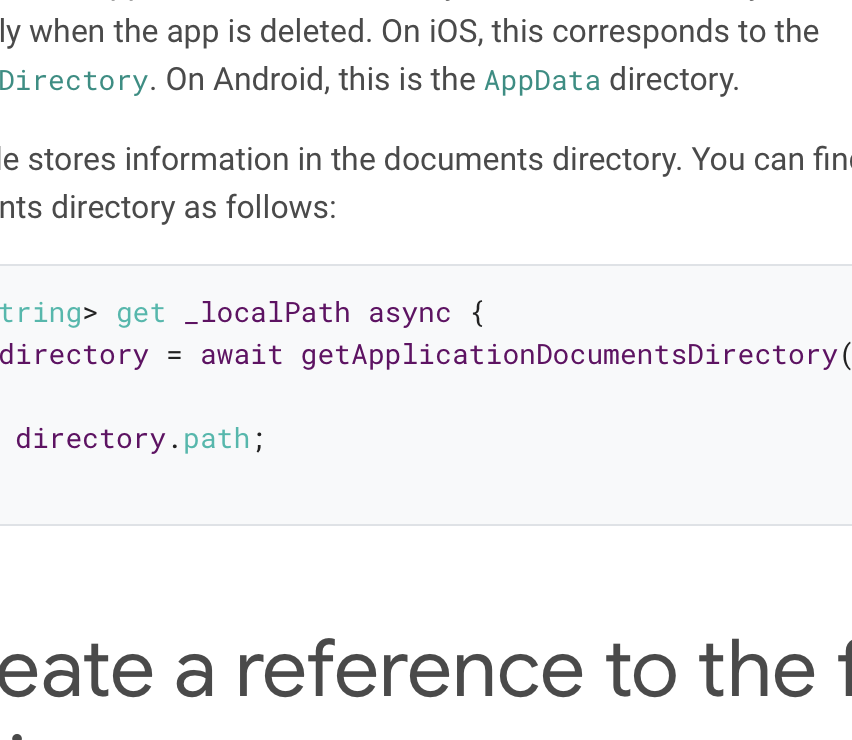 ly when the app is deleted. On iOS, this corresponds to the
Directory. On Android, this is the AppData directory.
le stores information in the documents directory. You can find
nts directory as follows:
tring> get _localPath async {
directory = await getApplicationDocumentsDirectory(
directory.path;
eate a reference to the f